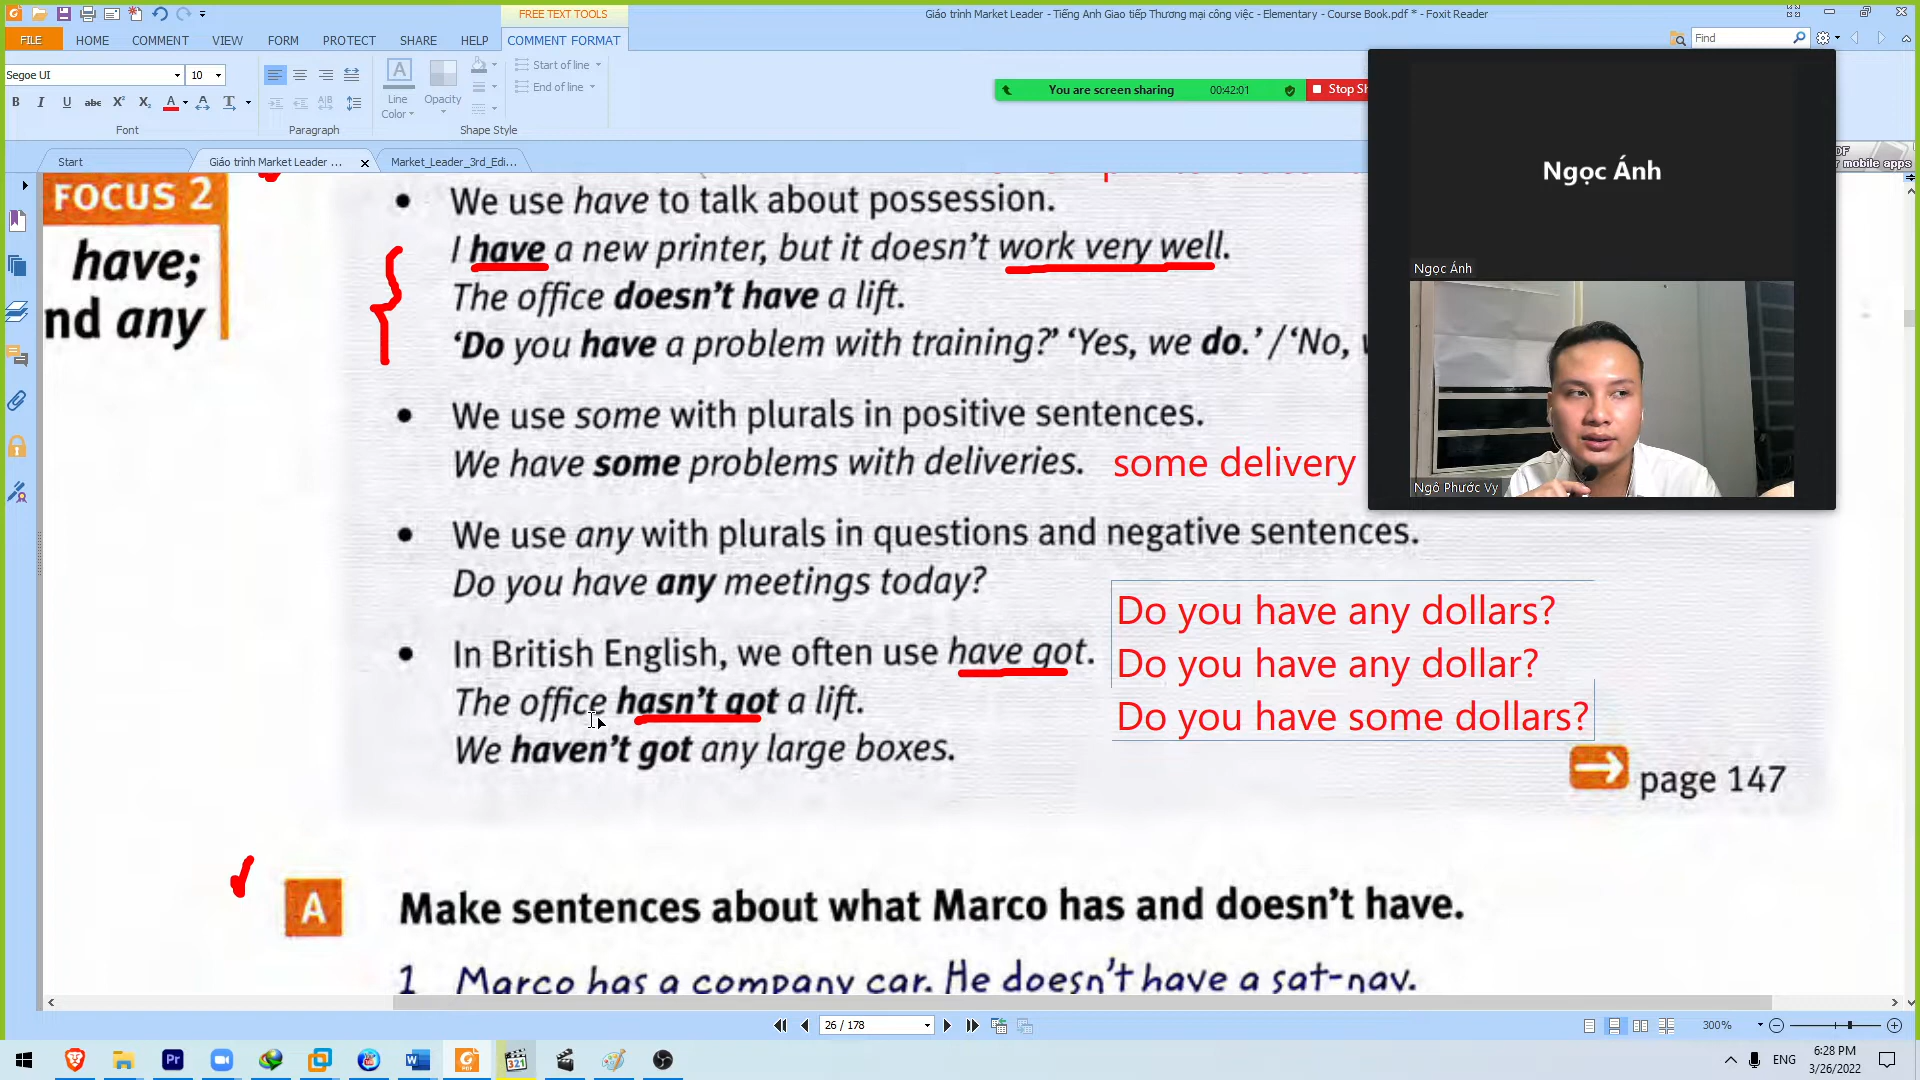 FREE TEXT TOOLS
Giáo trình Market Leader - Tiếng Anh Giao tiếp Thương mại công việc - Elementary - Course Book.pdf * - Foxit Reader
FILE HOME COMMENT VIEW FORM PROTECT SHARE HELP COMMENT FORMAT
Find
Segoe UI 10
Line Color
Opacity
Start of line
End of line
Font Paragraph Shape Style
You are screen sharing 00:42:01 Stop Sh
Start Giáo trình Market Leader ... Market_Leader_3rd_Edi...
mobile apps
Ngọc Ánh
Ngọc Ánh
Ngô Phước Vy
FOCUS 2
have;
nd any
• We use have to talk about possession.
I have a new printer, but it doesn't work very well.
The office doesn't have a lift.
'Do you have a problem with training?' 'Yes, we do.' / 'No,
• We use some with plurals in positive sentences.
We have some problems with deliveries. some delivery
• We use any with plurals in questions and negative sentences.
Do you have any meetings today?
Do you have any dollars?
• In British English, we often use have got.
Do you have any dollar?
The office hasn't got a lift.
Do you have some dollars?
We haven't got any large boxes.
page 147
A Make sentences about what Marco has and doesn't have.
1 Marco has a company car. He doesn't have a sat-nav.
26 / 178
300%
ENG
6:28 PM
3/26/2022